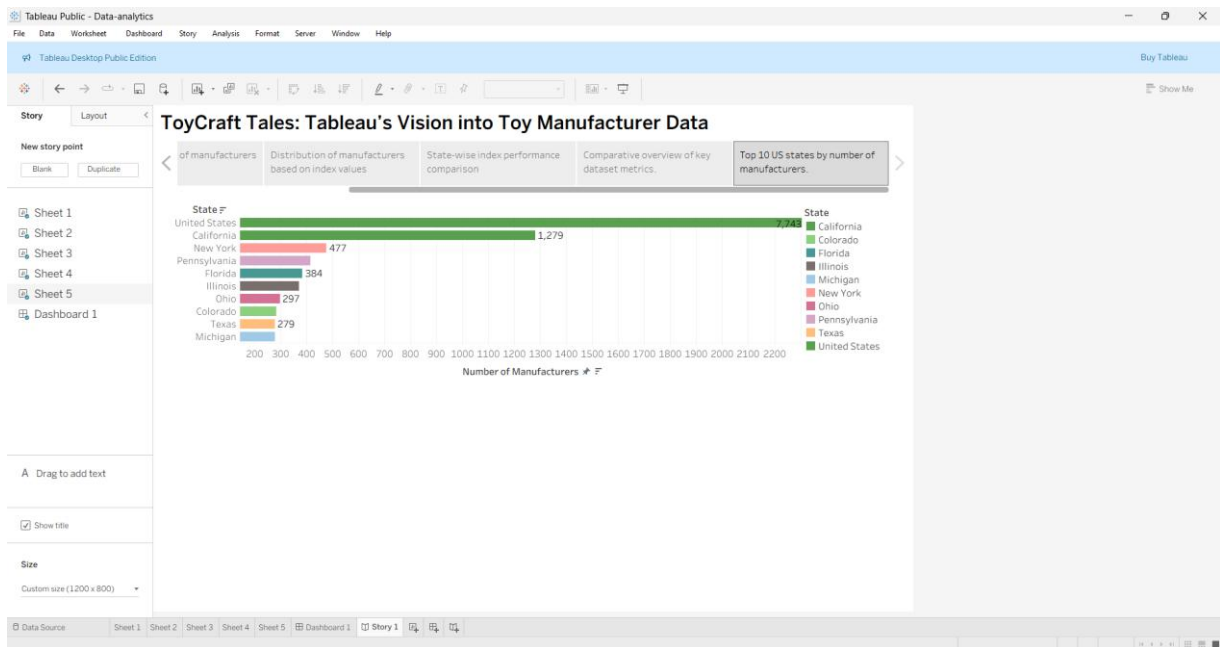 Tableau Public - Data-analytics
File Data Worksheet Dashboard Story Analysis Format Server Window Help
Tableau Desktop Public Edition
Buy Tableau
Show Me
Story Layout
New story point
Blank Duplicate
Sheet 1
Sheet 2
Sheet 3
Sheet 4
Sheet 5
Dashboard 1
A Drag to add text
Show title
Size
Custom size (1200 x 800)
ToyCraft Tales: Tableau's Vision into Toy Manufacturer Data
of manufacturers
Distribution of manufacturers
based on index values
State-wise index performance
comparison
Comparative overview of key
dataset metrics.
Top 10 US states by number of
manufacturers.
State
United States 7,743
California 1,279
New York 477
Pennsylvania
Florida 384
Illinois
Ohio 297
Colorado
Texas 279
Michigan
200 300 400 500 600 700 800 900 1000 1100 1200 1300 1400 1500 1600 1700 1800 1900 2000 2100 2200
Number of Manufacturers
State
California
Colorado
Florida
Illinois
Michigan
New York
Ohio
Pennsylvania
Texas
United States
Data Source Sheet 1 Sheet 2 Sheet 3 Sheet 4 Sheet 5 Dashboard 1 Story 1